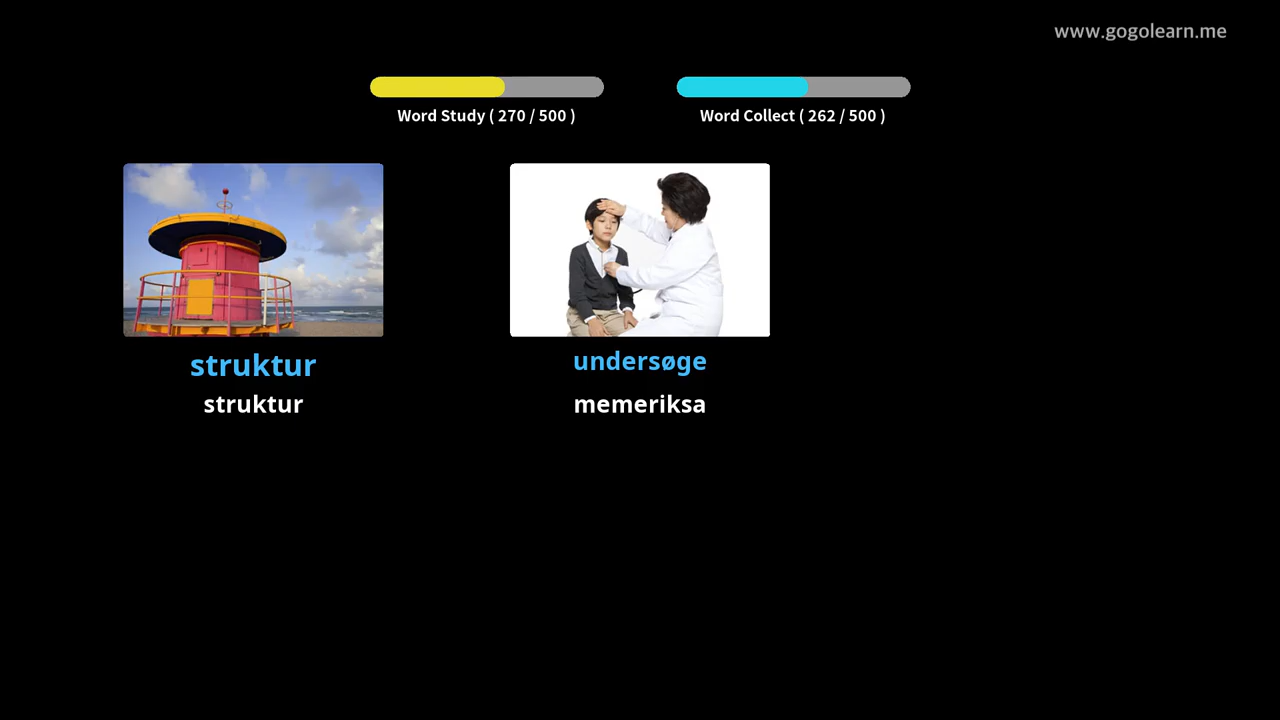 www.gogolearn.me
Word Study ( 270 / 500 )
Word Collect ( 262 / 500 )
struktur
struktur
undersøge
memeriksa